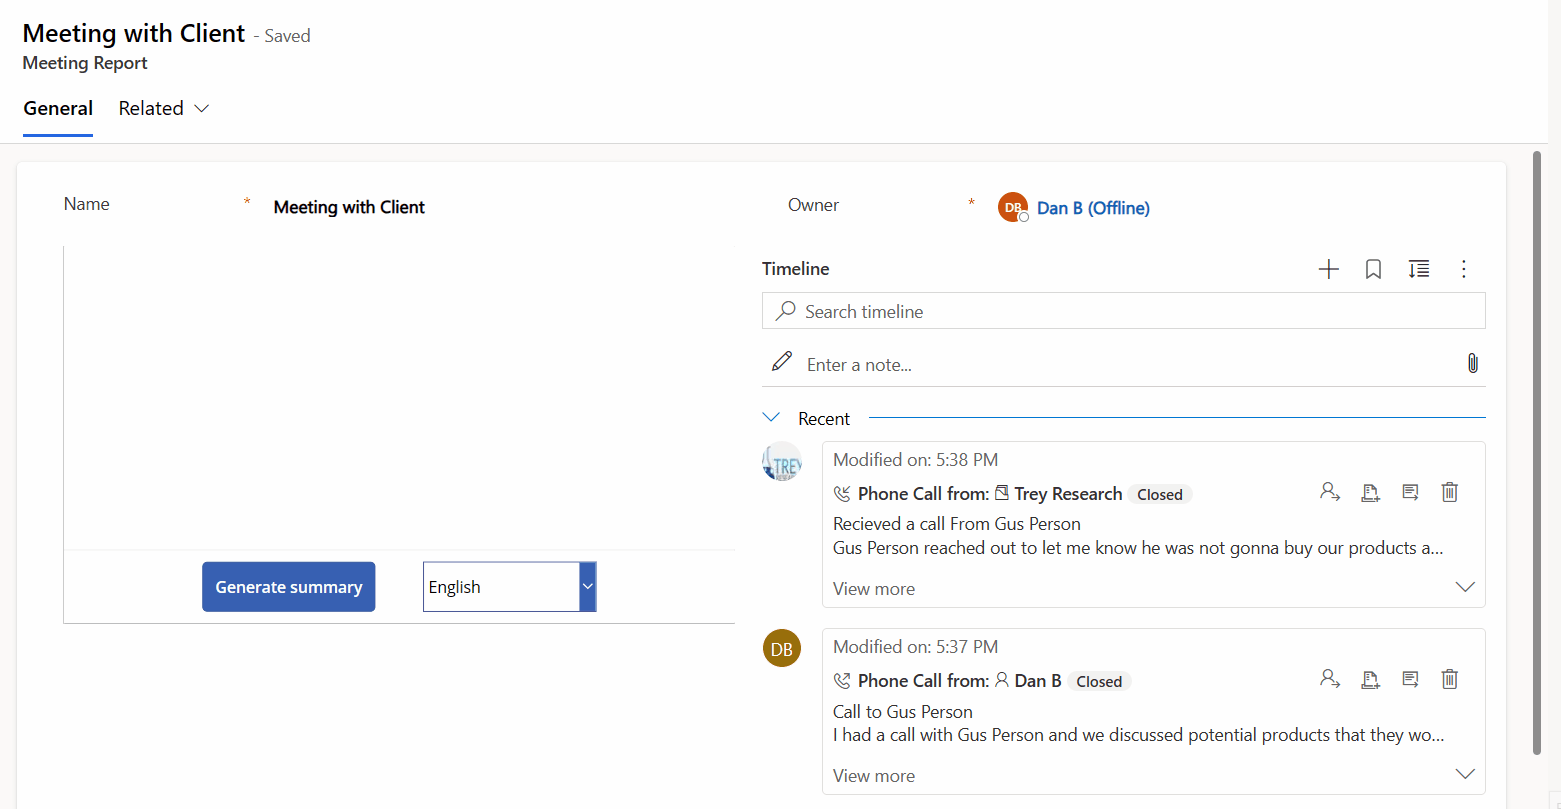 Meeting with Client - Saved
Meeting Report
General Related
Name * Meeting with Client
Owner * DB Dan B (Offline)
Generate summary English
Timeline
Search timeline
Enter a note...
Recent
TREY
Modified on: 5:38 PM
Phone Call from: Trey Research Closed
Recieved a call From Gus Person
Gus Person reached out to let me know he was not gonna buy our products a...
View more
DB
Modified on: 5:37 PM
Phone Call from: Dan B Closed
Call to Gus Person
I had a call with Gus Person and we discussed potential products that they wo...
View more